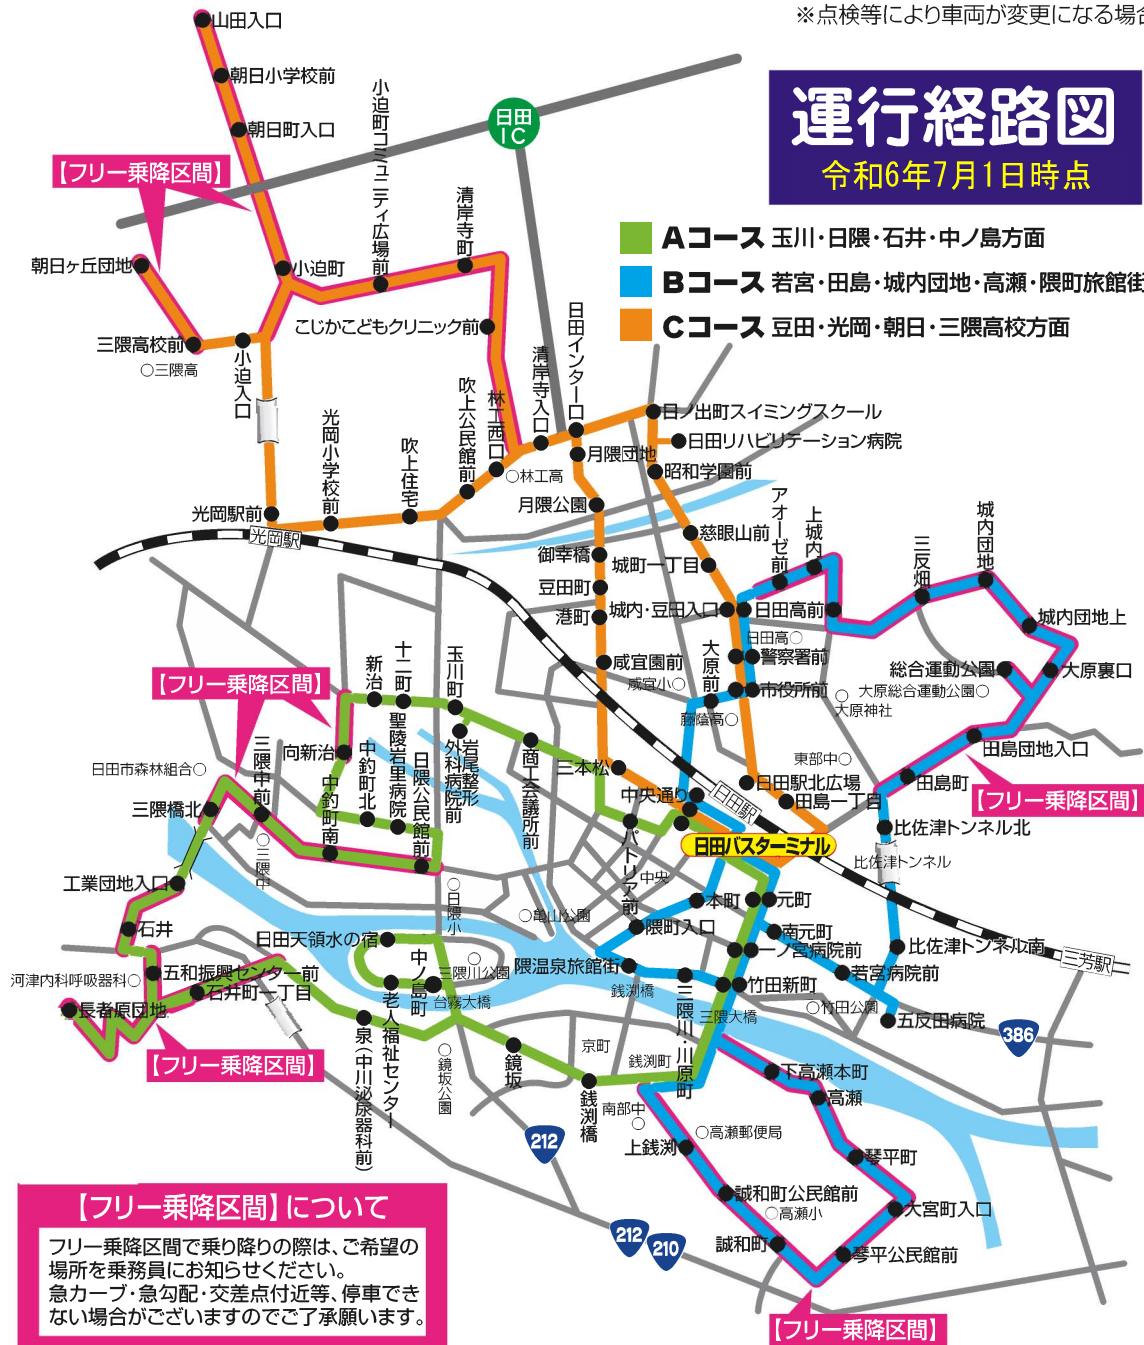 ※点検等により車両が変更になる場合
運行経路図
令和6年7月1日時点
Aコース 玉川・日隈・石井・中ノ島方面
Bコース 若宮・田島・城内団地・高瀬・隈町旅館街
Cコース 豆田・光岡・朝日・三隈高校方面
山田入口
朝日小学校前
朝日町入口
【フリー乗降区間】
日田IC
小迫町コミュニティ広場前
清岸寺町
朝日ヶ丘団地
小迫町
こじかこどもクリニック前
三隈高校前
○三隈高
小迫入口
日田インター口
清岸寺入口
林工西口
吹上公民館前
吹上住宅
光岡小学校前
光岡駅前
光岡駅
○林工高
日ノ出町スイミングスクール
日田リハビリテーション病院
月隈団地
昭和学園前
月隈公園
慈眼山前
アオーゼ前
上城内
三反畑
城内団地
御幸橋
城町一丁目
豆田町
港町
城内・豆田入口
日田高前
城内団地上
日田高○
咸宜園前
咸宜小○
大原前
警察署前
総合運動公園
大原裏口
市役所前
大原総合運動公園○
○大原神社
藤蔭高○
東部中○
田島団地入口
田島町
【フリー乗降区間】
日田駅北広場
田島一丁目
比佐津トンネル北
比佐津トンネル
比佐津トンネル南
三芳駅
【フリー乗降区間】
新治
十二町
玉川町
聖陵岩里病院
岩尾整形外科病院前
商工会議所前
三本松
中央通り
日田駅
日田バスターミナル
向新治
中釣町北
中釣町南
日隈公民館前
日田市森林組合○
三隈中前
三隈橋北
○三隈中
パトリア前
中央
工業団地入口
石井
○日隈小
○亀山公園
本町
元町
隈町入口
南元町
一ノ宮病院前
若宮病院前
日田天領水の宿
中ノ島町
三隈川公園
隈温泉旅館街
銭渕橋
竹田新町
○竹田公園
五反田病院
386
河津内科呼吸器科○
五和振興センター前
石井町一丁目
長者原団地
【フリー乗降区間】
老人福祉センター
台霧大橋
三隈大橋
三隈川・川原町
泉(中川泌尿器科前)
○鏡坂公園
鏡坂
京町
銭渕町
銭渕橋
下高瀬本町
高瀬
南部中○
○高瀬郵便局
上銭渕
琴平町
212
誠和町公民館前
○高瀬小
大宮町入口
誠和町
琴平公民館前
212
210
【フリー乗降区間】
【フリー乗降区間】について
フリー乗降区間で乗り降りの際は、ご希望の
場所を乗務員にお知らせください。
急カーブ・急勾配・交差点付近等、停車でき
ない場合がございますのでご了承願います。